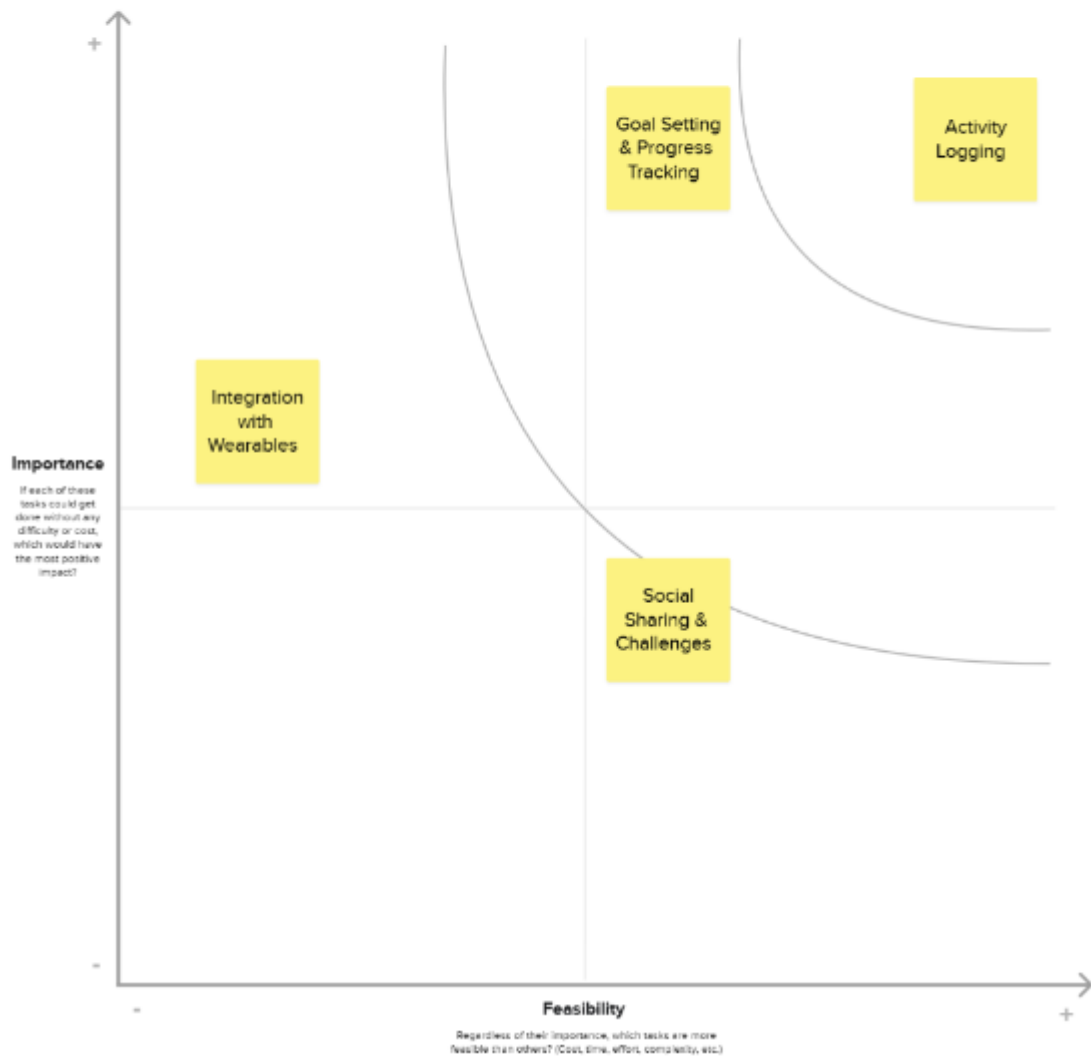 +
Goal Setting
& Progress
Tracking
Activity
Logging
Integration
with
Wearables
Importance
If each of these
tasks could get
done without any
difficulty or cost,
which would have
the most positive
impact?
Social
Sharing &
Challenges
-
-
Feasibility
+
Regardless of their importance, which tasks are more
feasible than others? (Cost, time, effort, complexity, etc.)